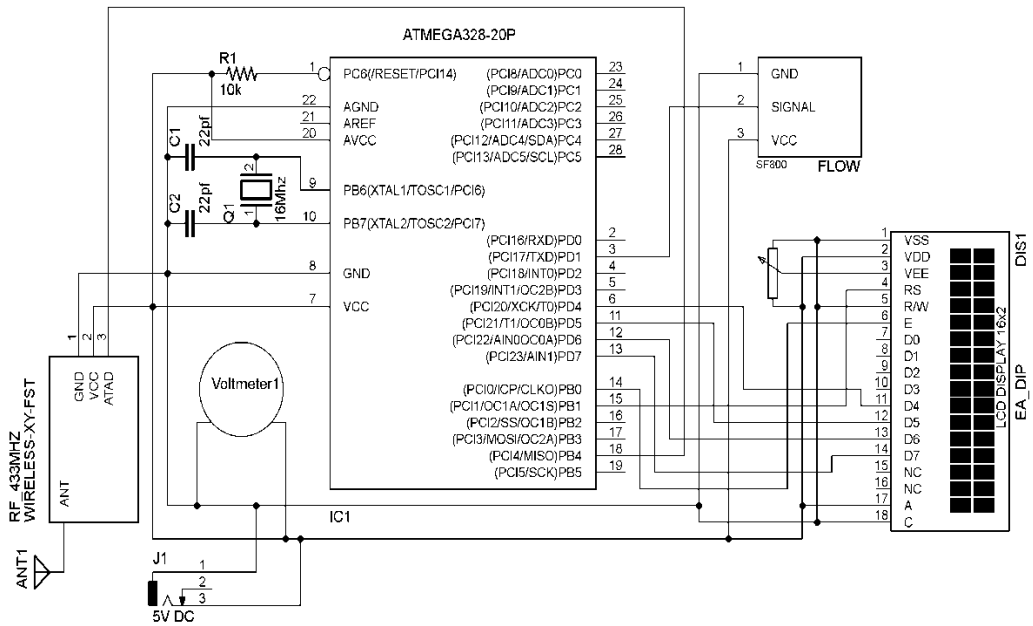 ATMEGA328-20P
R1
10k
1
PC6(/RESET/PCI14)
22
AGND
21
AREF
20
AVCC
9
PB6(XTAL1/TOSC1/PCI6)
10
PB7(XTAL2/TOSC2/PCI7)
8
GND
7
VCC
(PCI8/ADC0)PC0
23
(PCI9/ADC1)PC1
24
(PCI10/ADC2)PC2
25
(PCI11/ADC3)PC3
26
(PCI12/ADC4/SDA)PC4
27
(PCI13/ADC5/SCL)PC5
28
(PCI16/RXD)PD0
2
(PCI17/TXD)PD1
3
(PCI18/INT0)PD2
4
(PCI19/INT1/OC2B)PD3
5
(PCI20/XCK/T0)PD4
6
(PCI21/T1/OC0B)PD5
11
(PCI22/AIN0OC0A)PD6
12
(PCI23/AIN1)PD7
13
(PCI0/ICP/CLKO)PB0
14
(PCI1/OC1A/OC1S)PB1
15
(PCI2/SS/OC1B)PB2
16
(PCI3/MOSI/OC2A)PB3
17
(PCI4/MISO)PB4
18
(PCI5/SCK)PB5
19
IC1
C1
22pf
C2
22pf
Q1
2
1
16Mhz
1
GND
2
SIGNAL
3
VCC
SF800
FLOW
1
VSS
2
VDD
3
VEE
4
RS
5
R/W
6
E
7
D0
8
D1
9
D2
10
D3
11
D4
12
D5
13
D6
14
D7
15
NC
16
NC
17
A
18
C
LCD DISPLAY 16x2
DIS1
EA_DIP
1
2
3
GND
VCC
ATAD
ANT
RF_433MHZ
WIRELESS-XY-FST
ANT1
Voltmeter1
J1
1
2
3
5V DC